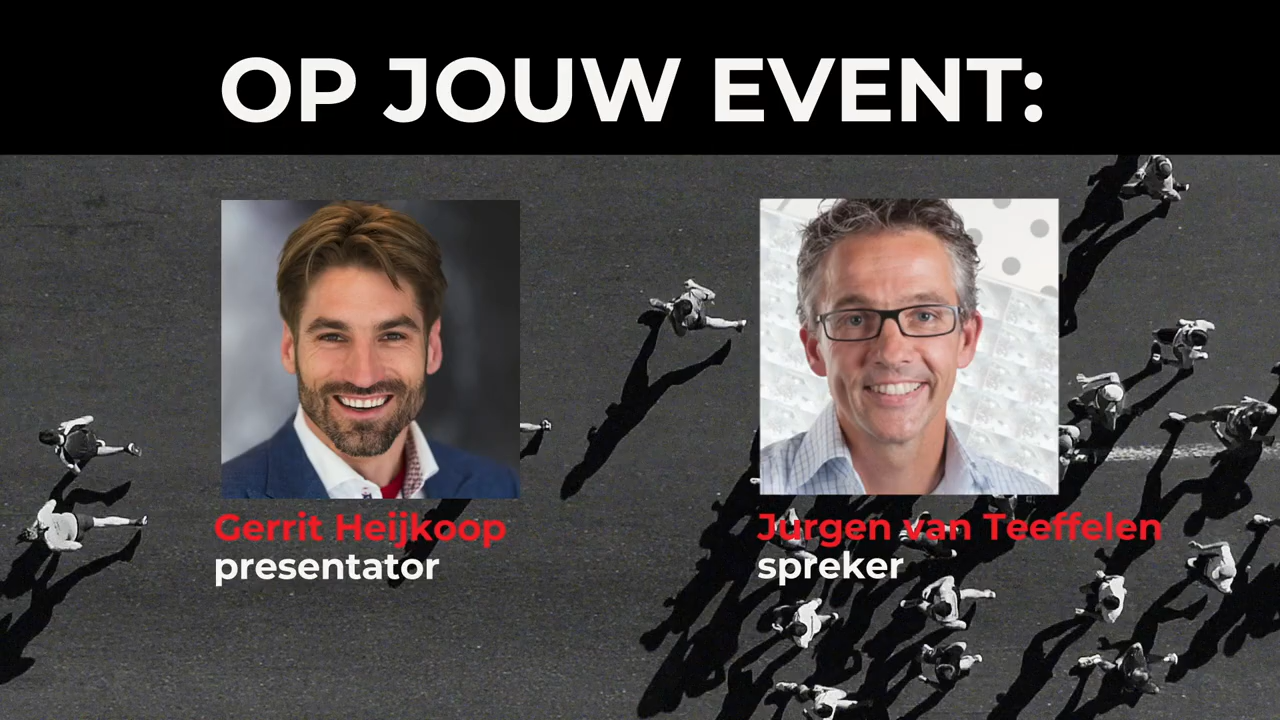 OP JOUW EVENT:
Gerrit Heijkoop
presentator
Jurgen van Teeffelen
spreker